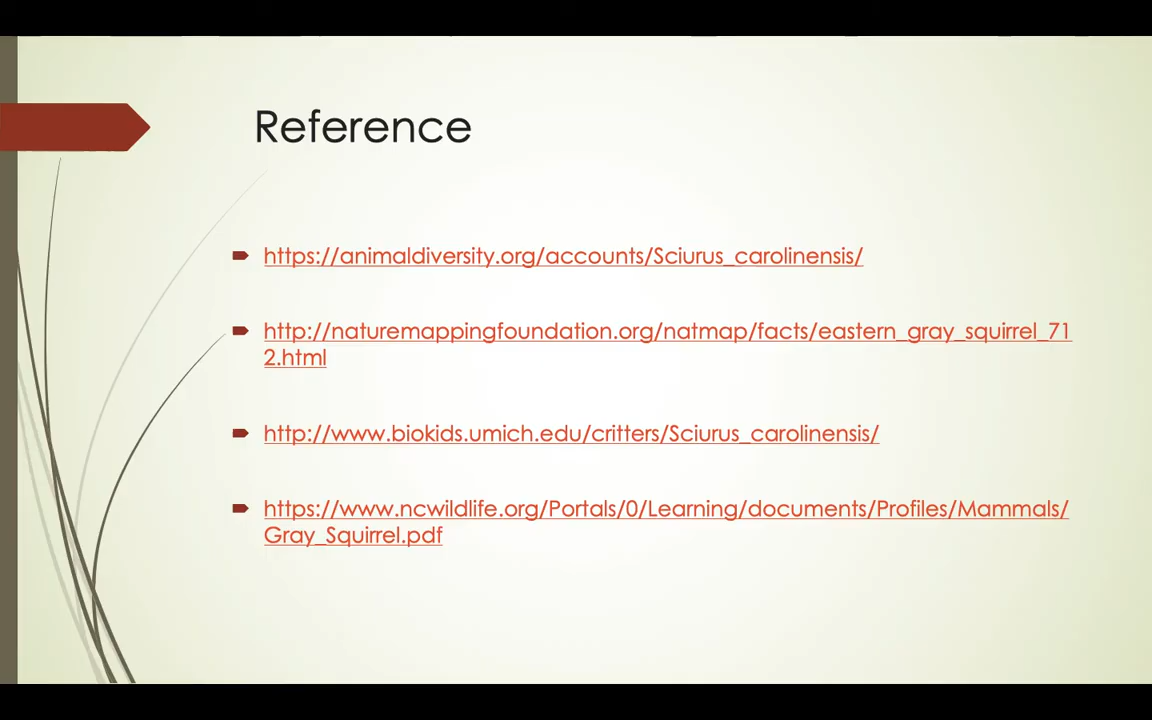 Reference
https://animaldiversity.org/accounts/Sciurus_carolinensis/
http://naturemappingfoundation.org/natmap/facts/eastern_gray_squirrel_71
2.html
http://www.biokids.umich.edu/critters/Sciurus_carolinensis/
https://www.ncwildlife.org/Portals/0/Learning/documents/Profiles/Mammals/
Gray_Squirrel.pdf